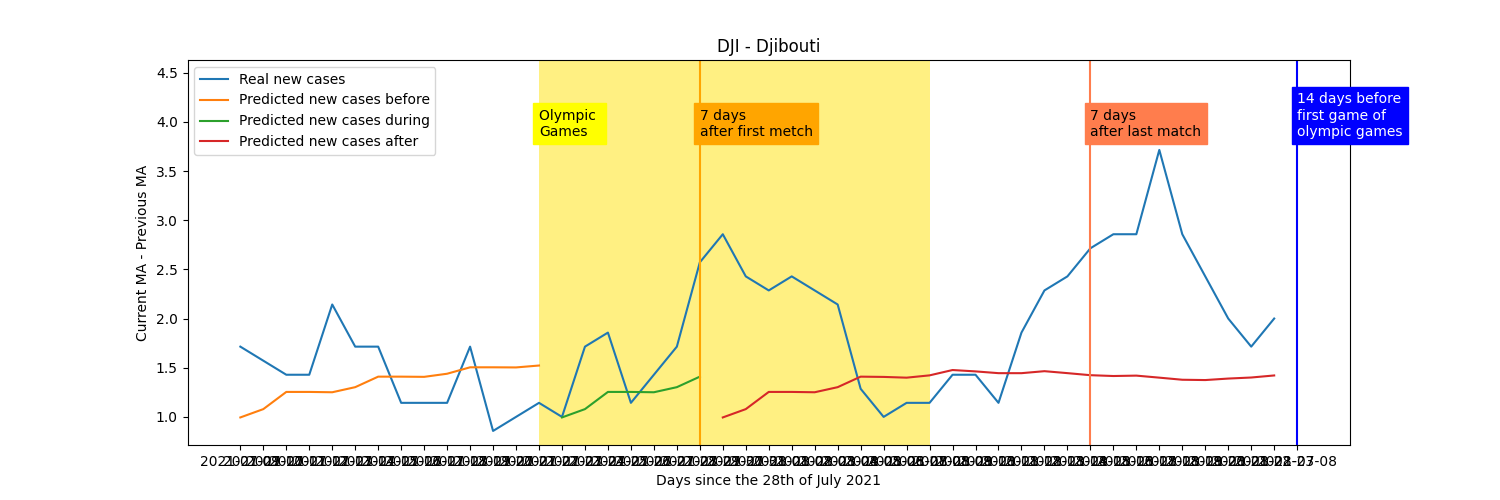 DJI - Djibouti
Real new cases
Predicted new cases before
Predicted new cases during
Predicted new cases after
Olympic
Games
7 days
after first metch
7 days
after last match
14 days before
first game of
olympic games
Current MA - Previous MA
4.5
4.0
3.5
3.0
2.5
2.0
1.5
1.0
Days since the 28th of July 2021